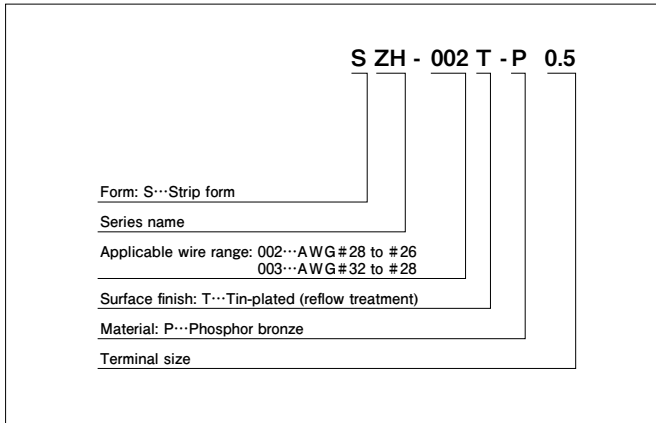 S ZH - 002 T - P 0.5
Form: S···Strip form
Series name
Applicable wire range: 002···AWG#28 to #26
003···AWG#32 to #28
Surface finish: T···Tin-plated (reflow treatment)
Material: P···Phosphor bronze
Terminal size